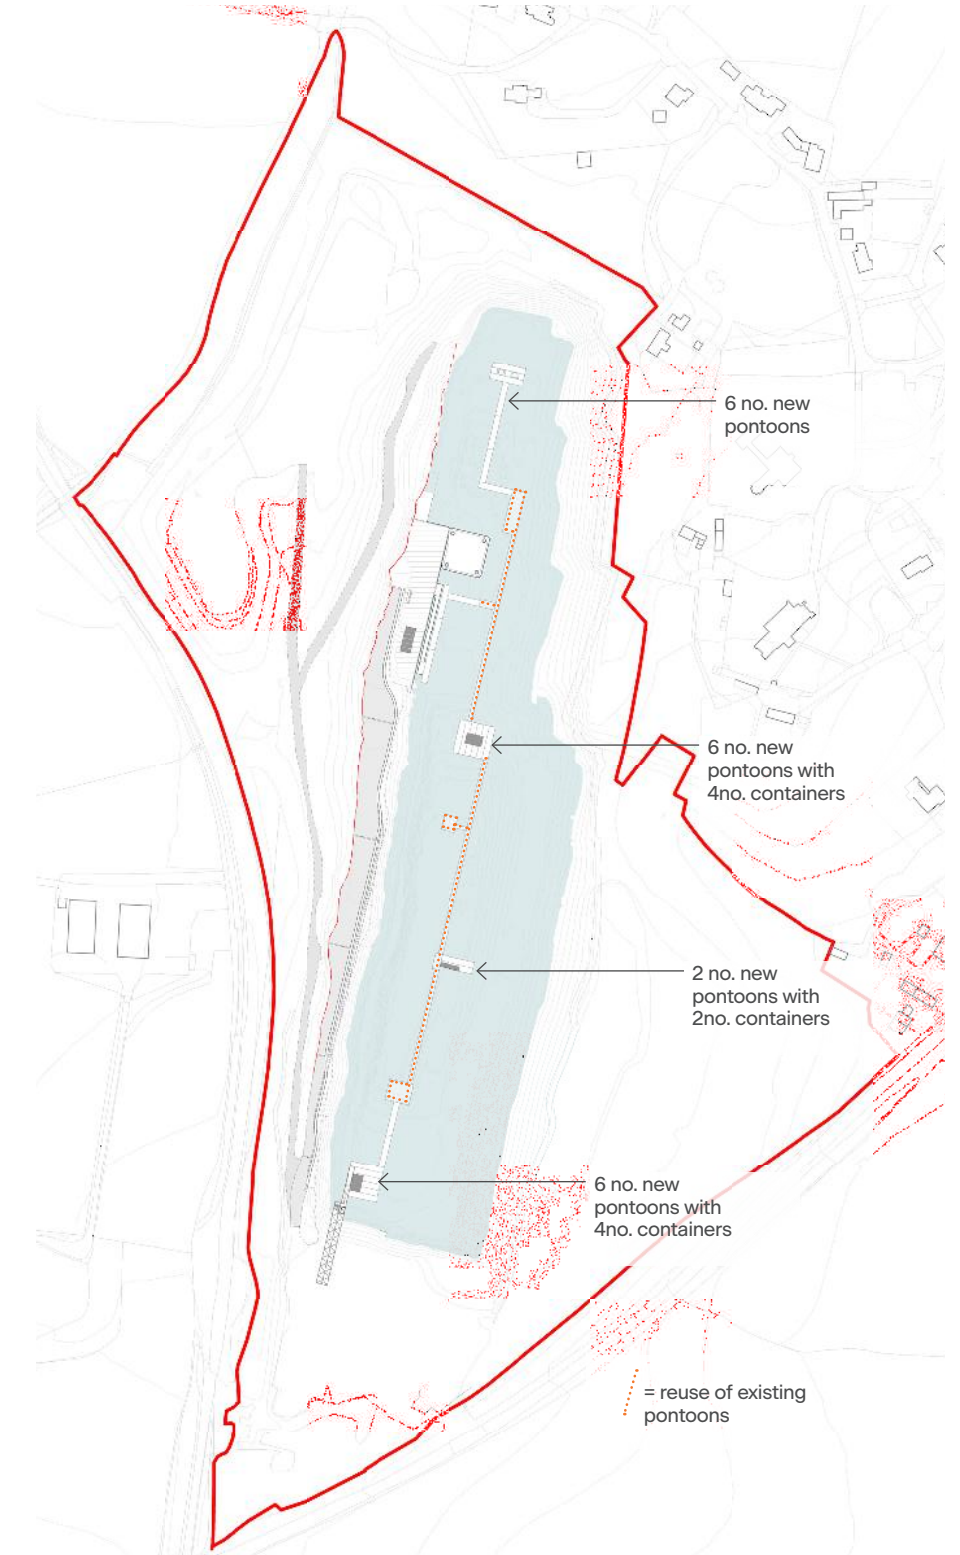 6 no. new
pontoons
6 no. new
pontoons with
4no. containers
2 no. new
pontoons with
2no. containers
6 no. new
pontoons with
4no. containers
= reuse of existing
pontoons